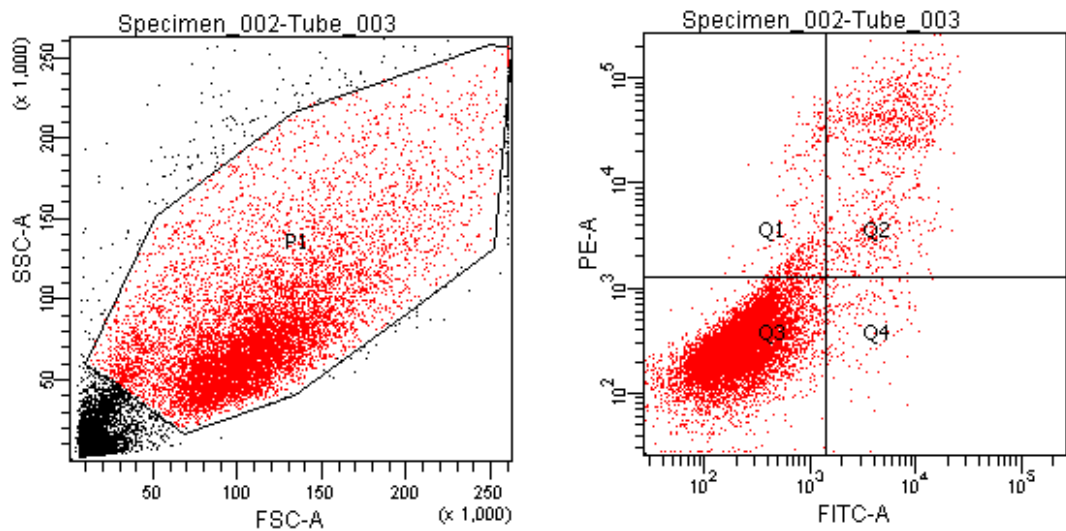 Specimen_002-Tube_003
SSC-A
(x 1,000)
50
100
150
200
250
P1
50
100
150
200
250
FSC-A
(x 1,000)
Specimen_002-Tube_003
PE-A
10^5
10^4
10^3
10^2
Q1
Q2
Q3
Q4
10^2
10^3
10^4
10^5
FITC-A